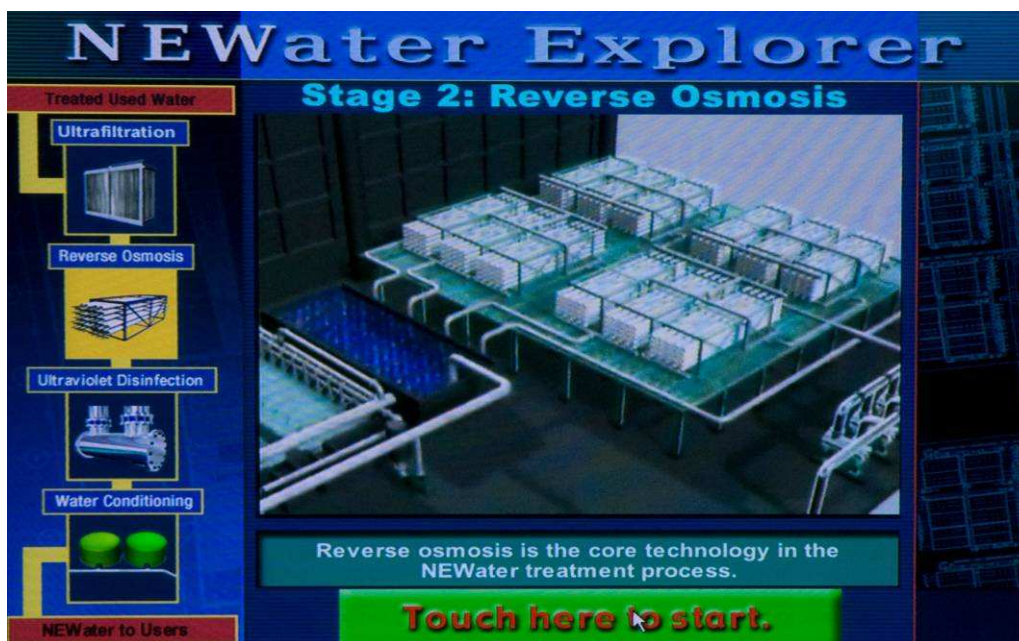 NEWater Explorer
Treated Used Water
Ultrafiltration
Reverse Osmosis
Ultraviolet Disinfection
Water Conditioning
NEWater to Users
Stage 2: Reverse Osmosis
Reverse osmosis is the core technology in the
NEWater treatment process.
Touch here to start.